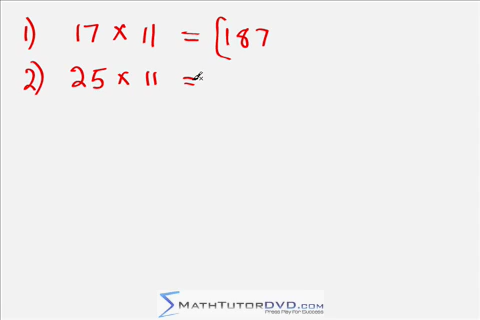 1) 17 × 11 = [187
2) 25 × 11 =
MATHTUTORDVD.COM
Press Play For Success